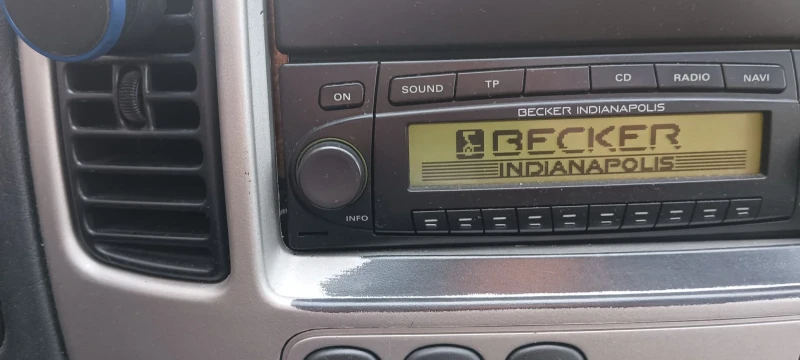 ON
SOUND TP CD RADIO NAVI
BECKER INDIANAPOLIS
BECKER
INDIANAPOLIS
INFO